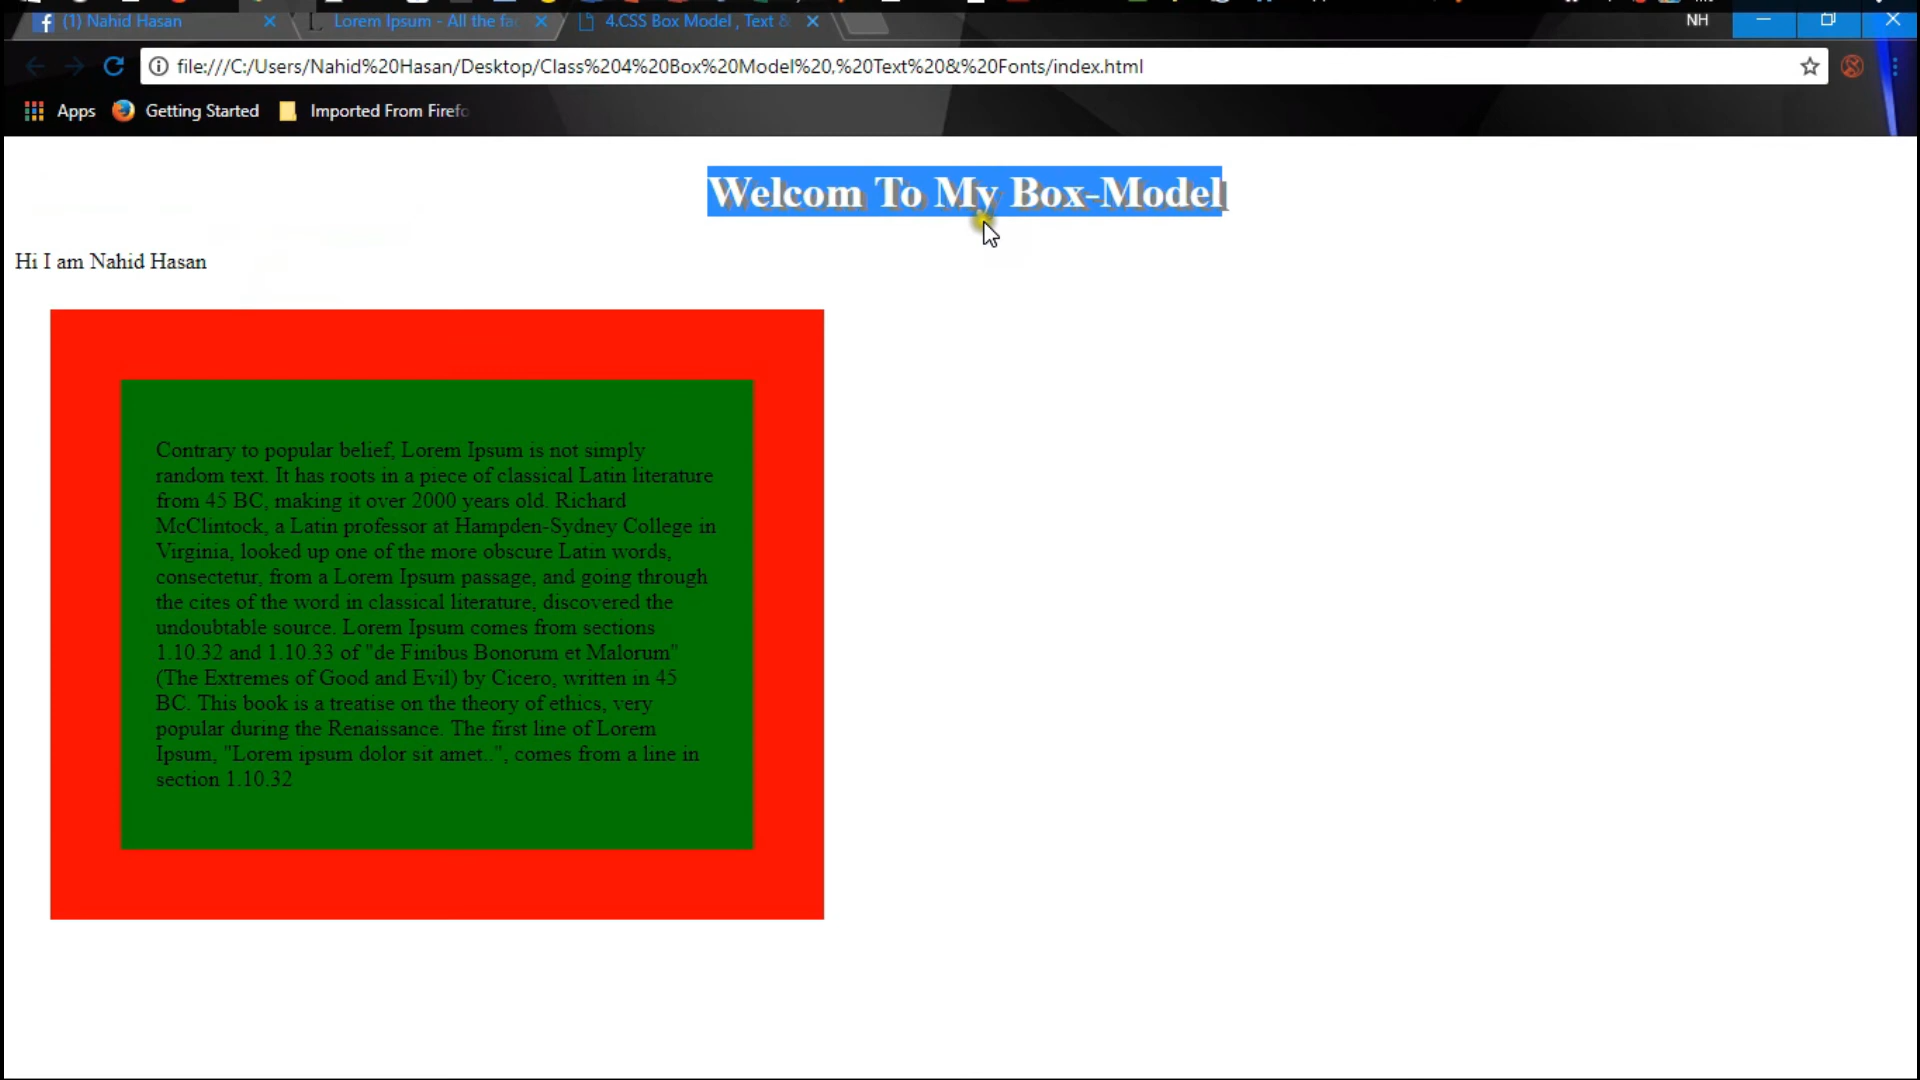 (1) Nahid Hasan
Lorem Ipsum - All the fac
4.CSS Box Model , Text &
NH
file:///C:/Users/Nahid%20Hasan/Desktop/Class%204%20Box%20Model%20,%20Text%20&%20Fonts/index.html
Apps
Getting Started
Imported From Firefo
Welcom To My Box-Model
Hi I am Nahid Hasan
Contrary to popular belief, Lorem Ipsum is not simply
random text. It has roots in a piece of classical Latin literature
from 45 BC, making it over 2000 years old. Richard
McClintock, a Latin professor at Hampden-Sydney College in
Virginia, looked up one of the more obscure Latin words,
consectetur, from a Lorem Ipsum passage, and going through
the cites of the word in classical literature, discovered the
undoubtable source. Lorem Ipsum comes from sections
1.10.32 and 1.10.33 of "de Finibus Bonorum et Malorum"
(The Extremes of Good and Evil) by Cicero, written in 45
BC. This book is a treatise on the theory of ethics, very
popular during the Renaissance. The first line of Lorem
Ipsum, "Lorem ipsum dolor sit amet..", comes from a line in
section 1.10.32